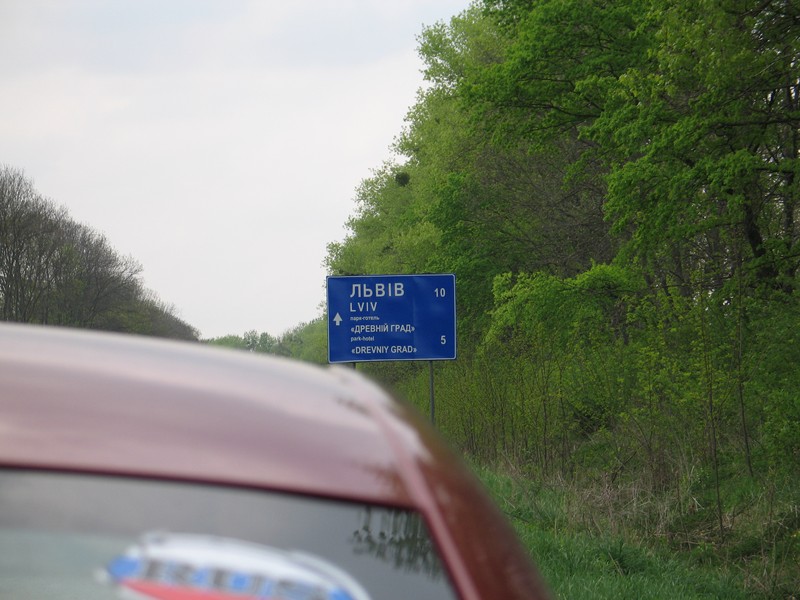 ЛЬВІВ 10
LVIV
парк-готель
«ДРЕВНІЙ ГРАД»
park-hotel 5
«DREVNIY GRAD»